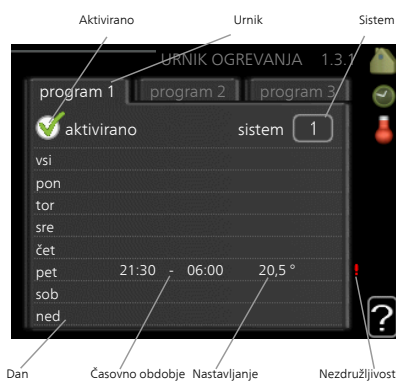 Aktivirano Urnik Sistem
URNIK OGREVANJA 1.3.1
program 1 program 2 program 3
aktivirano sistem 1
vsi
pon
tor
sre
čet
pet 21:30 - 06:00 20,5 ° !
sob
ned
?
Dan Časovno obdobje Nastavljanje Nezdružljivost